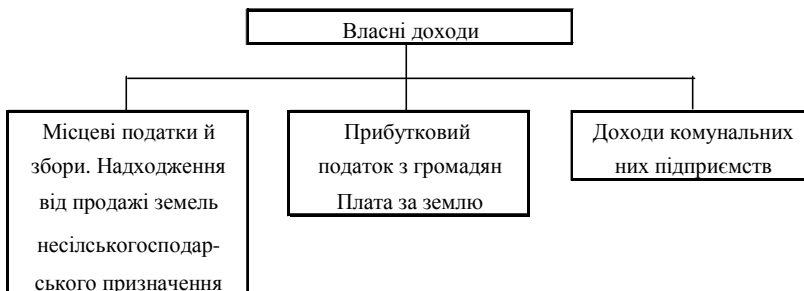 Власні доходи
Місцеві податки й
збори. Надходження
від продажі земель
несілськогосподар-
ського призначення
Прибутковий
податок з громадян
Плата за землю
Доходи комунальних
них підприємств